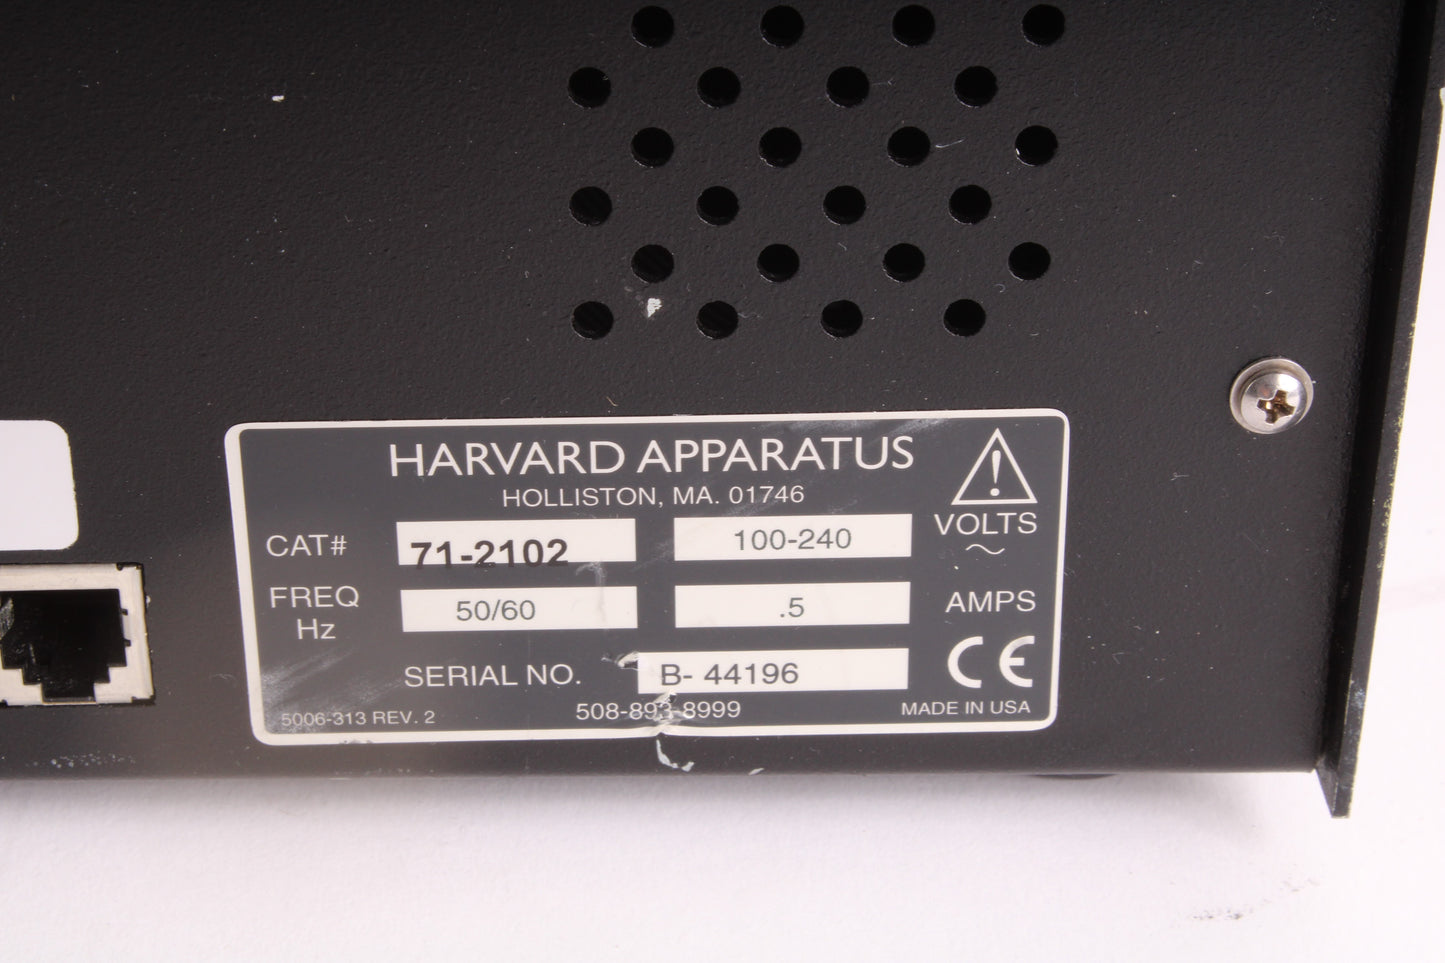 HARVARD APPARATUS
HOLLISTON, MA. 01746
CAT# 71-2102 100-240 VOLTS ~
FREQ Hz 50/60 .5 AMPS
SERIAL NO. B- 44196 CE
5006-313 REV. 2 508-893-8999 MADE IN USA